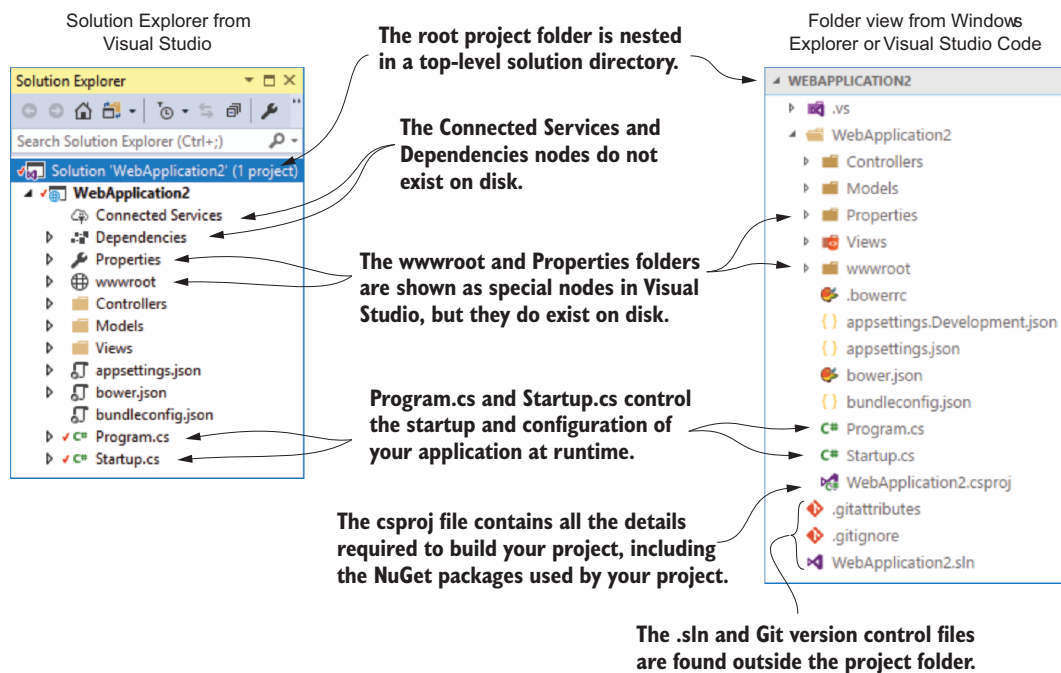 Solution Explorer from
Visual Studio
Folder view from Windows
Explorer or Visual Studio Code
The root project folder is nested
in a top-level solution directory.
The Connected Services and
Dependencies nodes do not
exist on disk.
The wwwroot and Properties folders
are shown as special nodes in Visual
Studio, but they do exist on disk.
Program.cs and Startup.cs control
the startup and configuration of
your application at runtime.
The csproj file contains all the details
required to build your project, including
the NuGet packages used by your project.
The .sln and Git version control files
are found outside the project folder.
Solution Explorer
Search Solution Explorer (Ctrl+;)
Solution 'WebApplication2' (1 project)
WebApplication2
Connected Services
Dependencies
Properties
wwwroot
Controllers
Models
Views
appsettings.json
bower.json
bundleconfig.json
C# Program.cs
C# Startup.cs
WEBAPPLICATION2
.vs
WebApplication2
Controllers
Models
Properties
Views
wwwroot
.bowerrc
{ } appsettings.Development.json
{ } appsettings.json
bower.json
{ } bundleconfig.json
C# Program.cs
C# Startup.cs
WebApplication2.csproj
.gitattributes
.gitignore
WebApplication2.sln